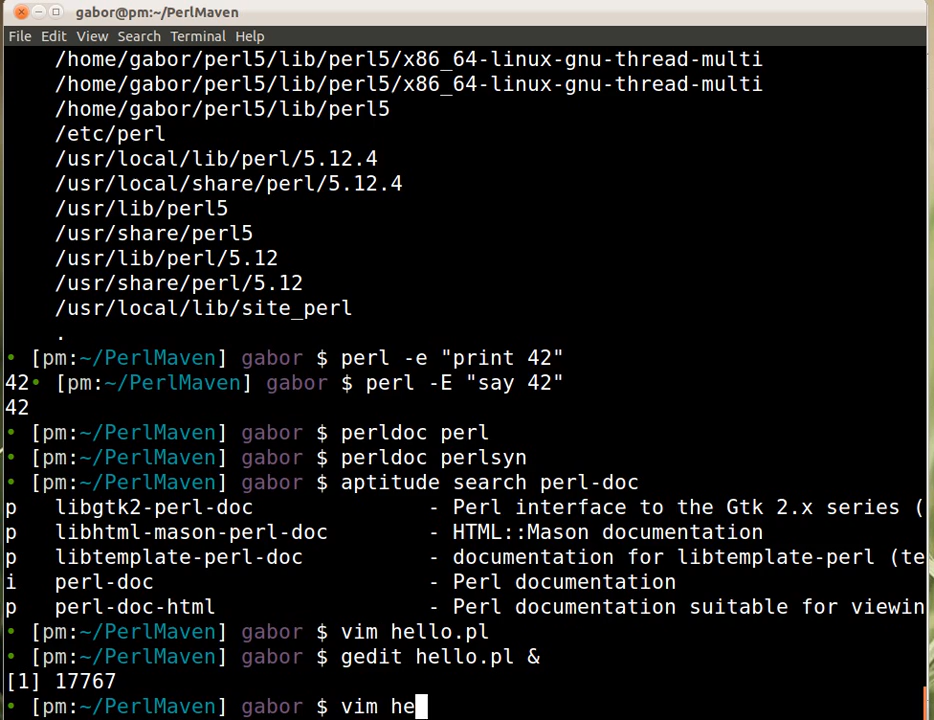 gabor@pm:~/PerlMaven
File Edit View Search Terminal Help
/home/gabor/perl5/lib/perl5/x86_64-linux-gnu-thread-multi
/home/gabor/perl5/lib/perl5/x86_64-linux-gnu-thread-multi
/home/gabor/perl5/lib/perl5
/etc/perl
/usr/local/lib/perl/5.12.4
/usr/local/share/perl/5.12.4
/usr/lib/perl5
/usr/share/perl5
/usr/lib/perl/5.12
/usr/share/perl/5.12
/usr/local/lib/site_perl
.
• [pm:~/PerlMaven] gabor $ perl -e "print 42"
42• [pm:~/PerlMaven] gabor $ perl -E "say 42"
42
• [pm:~/PerlMaven] gabor $ perldoc perl
• [pm:~/PerlMaven] gabor $ perldoc perlsyn
• [pm:~/PerlMaven] gabor $ aptitude search perl-doc
p libgtk2-perl-doc - Perl interface to the Gtk 2.x series (
p libhtml-mason-perl-doc - HTML::Mason documentation
p libtemplate-perl-doc - documentation for libtemplate-perl (te
i perl-doc - Perl documentation
p perl-doc-html - Perl documentation suitable for viewin
• [pm:~/PerlMaven] gabor $ vim hello.pl
• [pm:~/PerlMaven] gabor $ gedit hello.pl &
[1] 17767
• [pm:~/PerlMaven] gabor $ vim he